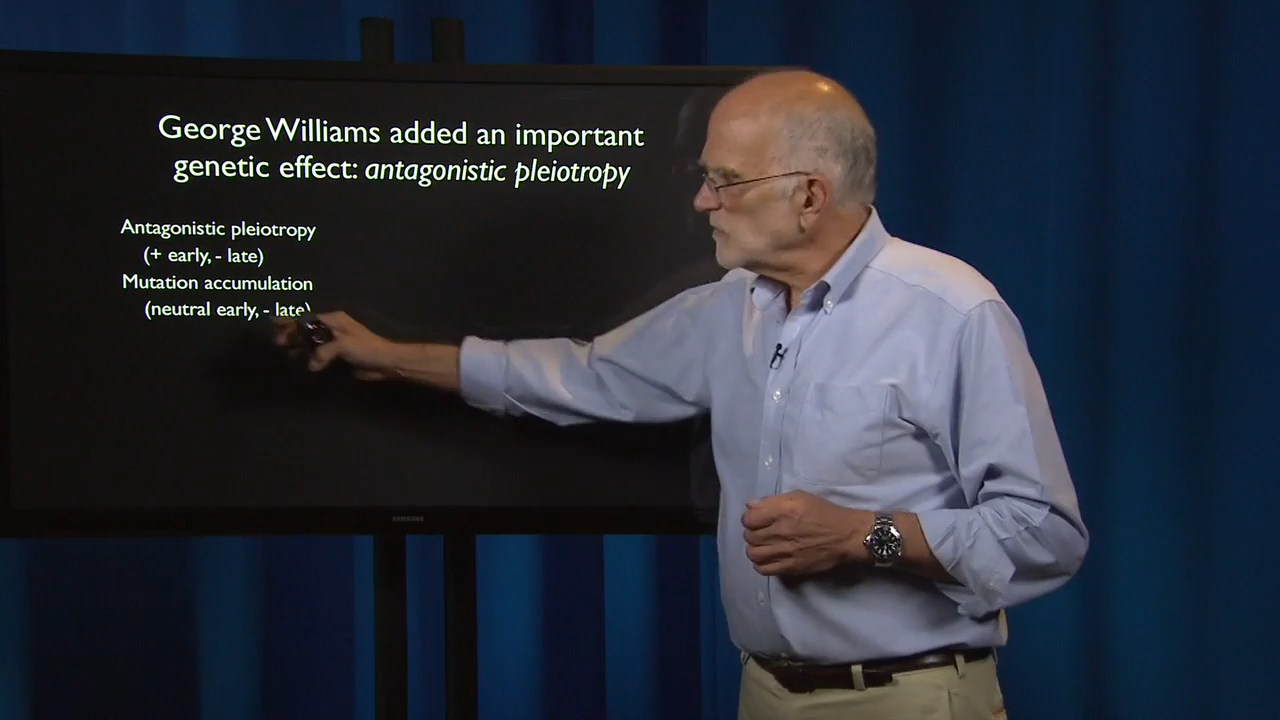 George Williams added an important
genetic effect: antagonistic pleiotropy
Antagonistic pleiotropy
(+ early, - late)
Mutation accumulation
(neutral early, - late)
SAMSUNG